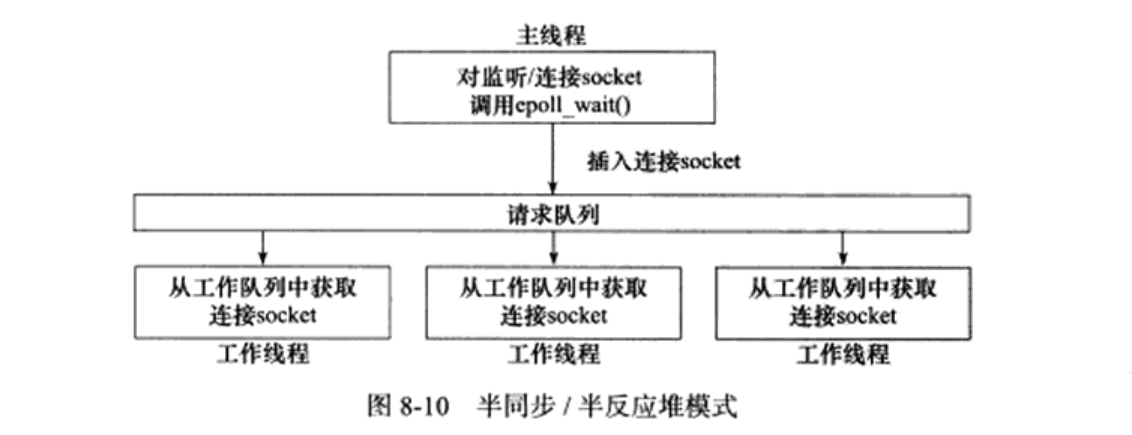 主线程
对监听/连接socket
调用epoll_wait()
插入连接socket
请求队列
从工作队列中获取
连接socket
从工作队列中获取
连接socket
从工作队列中获取
连接socket
工作线程
工作线程
工作线程
图 8-10 半同步 / 半反应堆模式